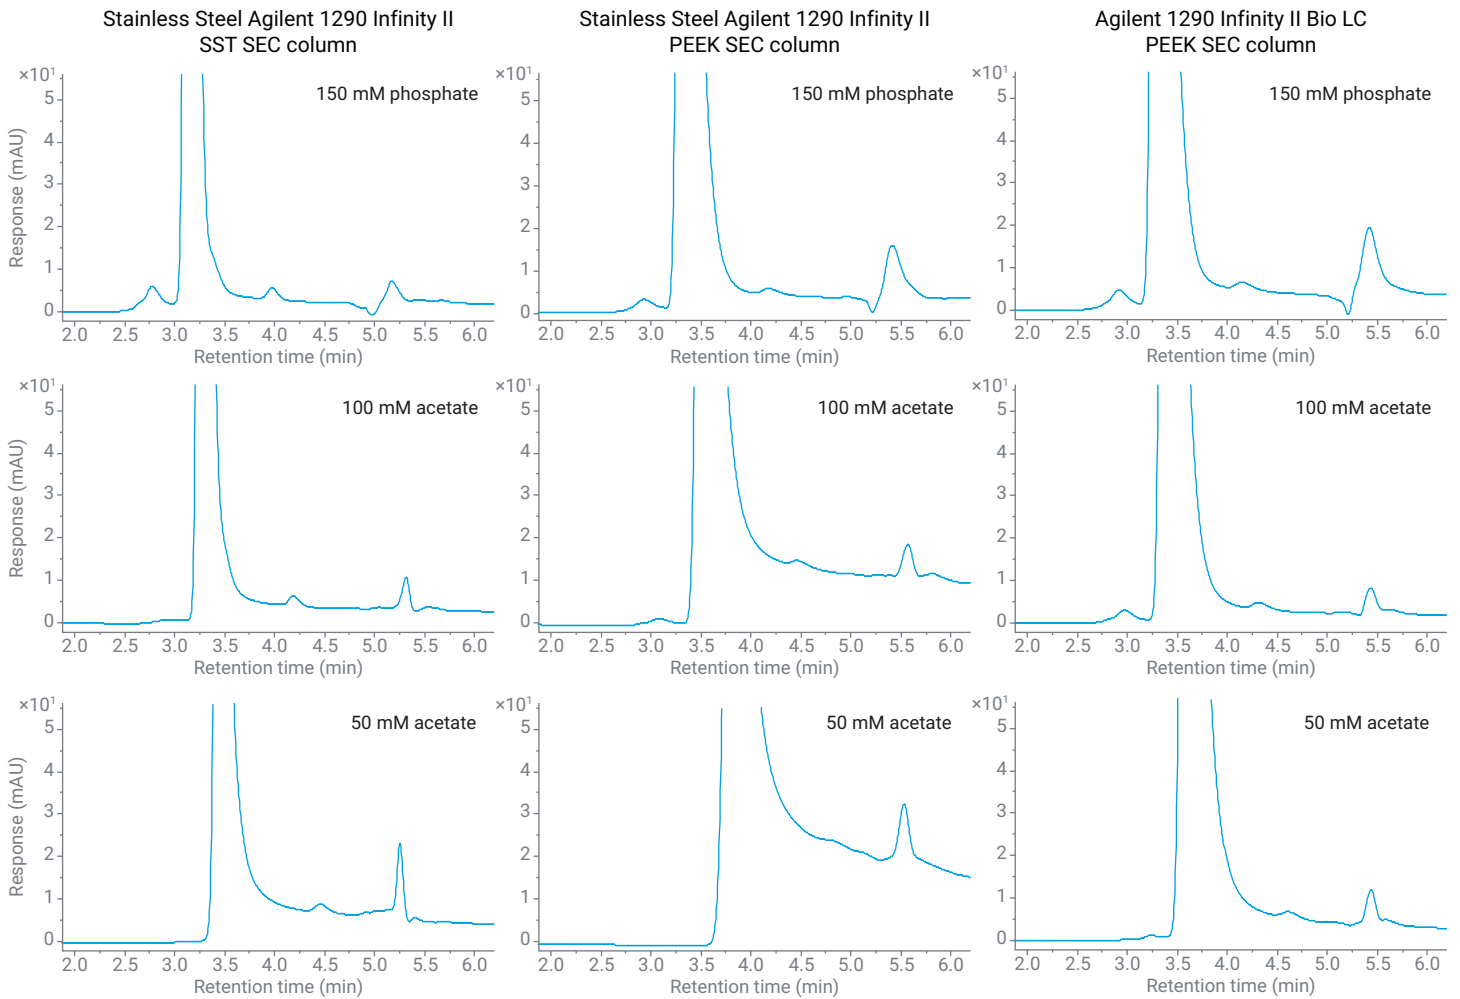 Stainless Steel Agilent 1290 Infinity II
SST SEC column
Stainless Steel Agilent 1290 Infinity II
PEEK SEC column
Agilent 1290 Infinity II Bio LC
PEEK SEC column
×10¹
150 mM phosphate
5
4
3
2
1
0
Response (mAU)
2.0 2.5 3.0 3.5 4.0 4.5 5.0 5.5 6.0
Retention time (min)
×10¹
150 mM phosphate
5
4
3
2
1
0
2.0 2.5 3.0 3.5 4.0 4.5 5.0 5.5 6.0
Retention time (min)
×10¹
150 mM phosphate
5
4
3
2
1
0
2.0 2.5 3.0 3.5 4.0 4.5 5.0 5.5 6.0
Retention time (min)
×10¹
100 mM acetate
5
4
3
2
1
0
Response (mAU)
2.0 2.5 3.0 3.5 4.0 4.5 5.0 5.5 6.0
Retention time (min)
×10¹
100 mM acetate
5
4
3
2
1
0
2.0 2.5 3.0 3.5 4.0 4.5 5.0 5.5 6.0
Retention time (min)
×10¹
100 mM acetate
5
4
3
2
1
0
2.0 2.5 3.0 3.5 4.0 4.5 5.0 5.5 6.0
Retention time (min)
×10¹
50 mM acetate
5
4
3
2
1
0
Response (mAU)
2.0 2.5 3.0 3.5 4.0 4.5 5.0 5.5 6.0
Retention time (min)
×10¹
50 mM acetate
5
4
3
2
1
0
2.0 2.5 3.0 3.5 4.0 4.5 5.0 5.5 6.0
Retention time (min)
×10¹
50 mM acetate
5
4
3
2
1
0
2.0 2.5 3.0 3.5 4.0 4.5 5.0 5.5 6.0
Retention time (min)